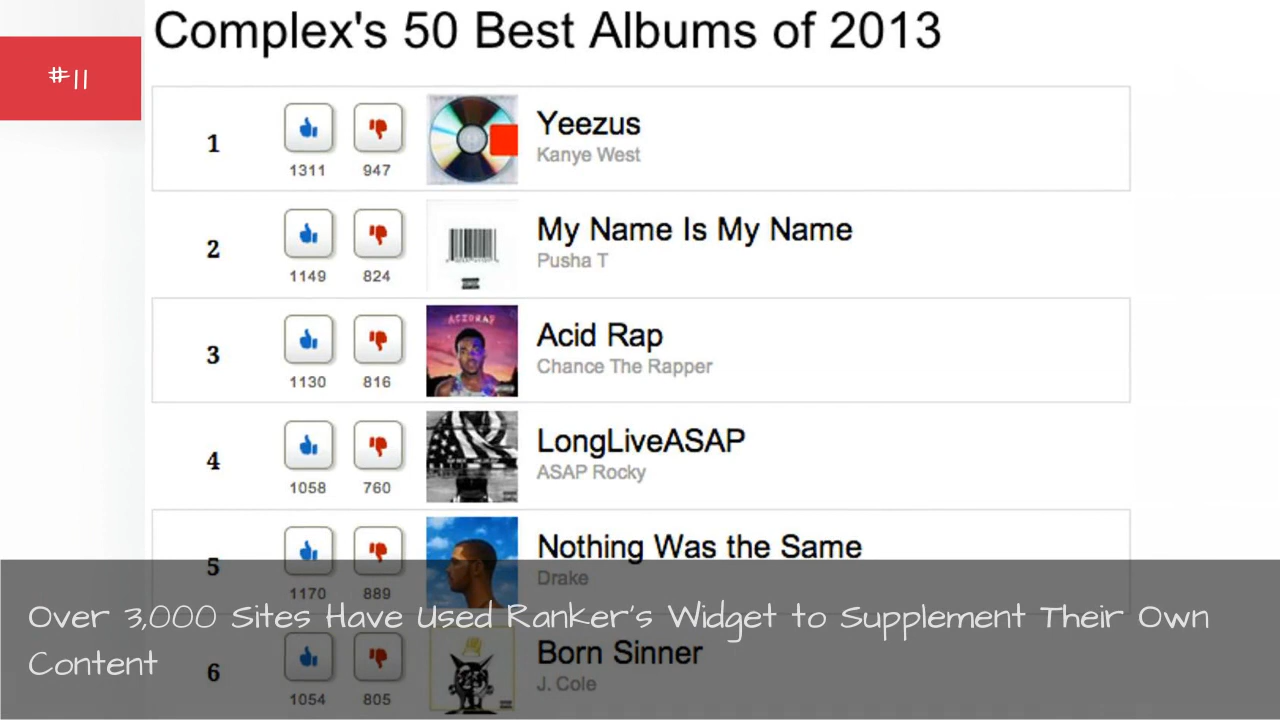 Complex's 50 Best Albums of 2013
#11
1
1311
947
Yeezus
Kanye West
2
1149
824
My Name Is My Name
Pusha T
3
1130
816
ACID RAP
Acid Rap
Chance The Rapper
4
1058
760
LongLiveASAP
ASAP Rocky
5
1170
889
Nothing Was the Same
Drake
Over 3,000 Sites Have Used Ranker's Widget to Supplement Their Own
Content
6
1054
805
Born Sinner
J. Cole